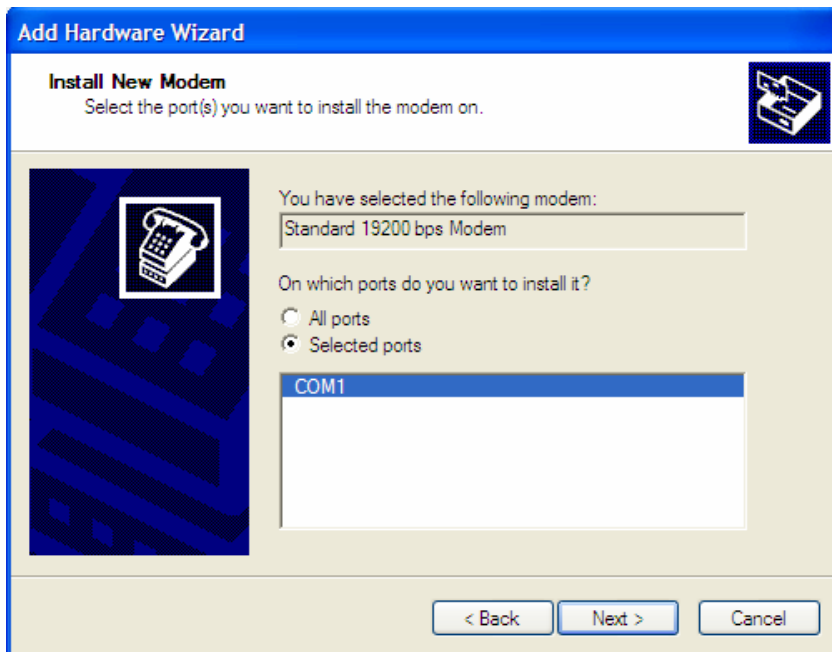 Add Hardware Wizard
Install New Modem
Select the port(s) you want to install the modem on.
You have selected the following modem:
Standard 19200 bps Modem
On which ports do you want to install it?
All ports
Selected ports
COM1
< Back
Next >
Cancel